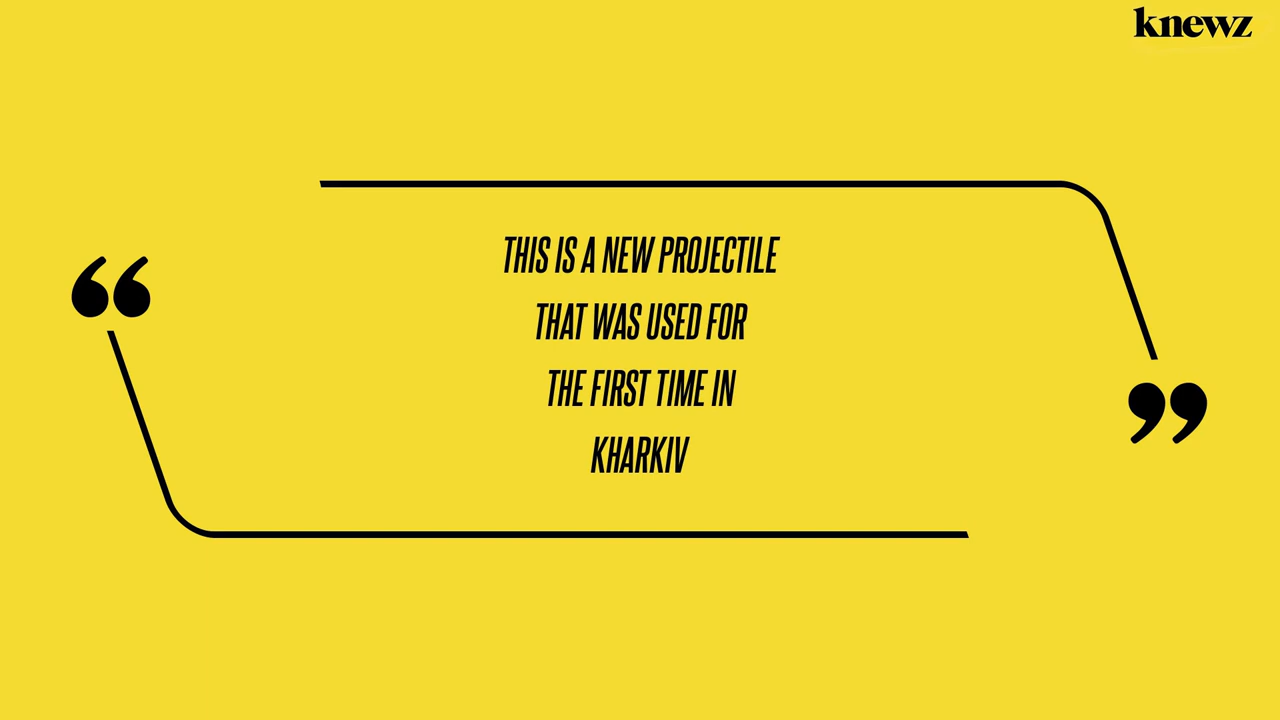 knewz
“
THIS IS A NEW PROJECTILE
THAT WAS USED FOR
THE FIRST TIME IN
KHARKIV
”